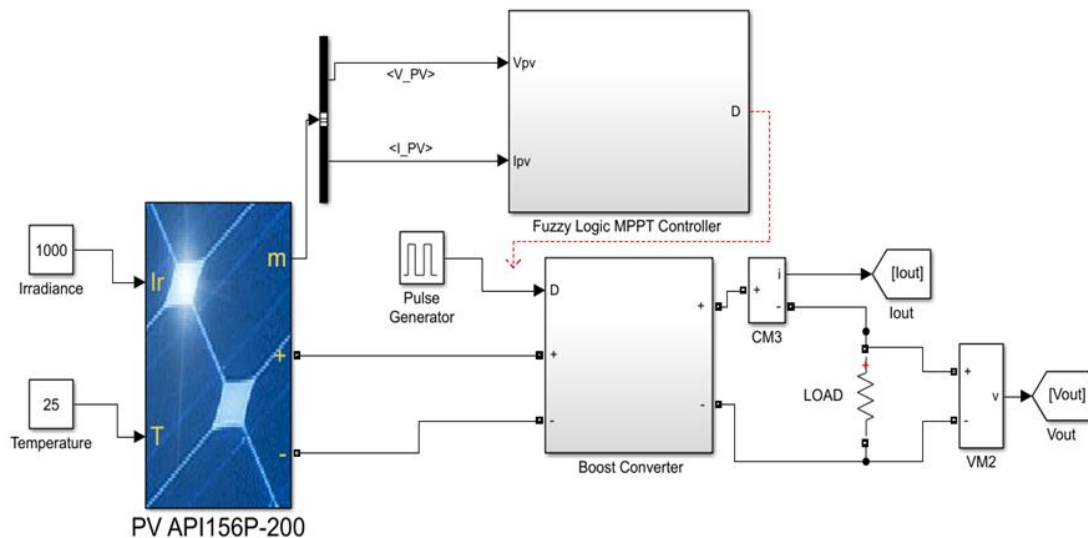 <V_PV>
<I_PV>
Vpv
Ipv
D
Fuzzy Logic MPPT Controller
1000
Irradiance
25
Temperature
Ir
T
m
+
-
PV API156P-200
Pulse
Generator
D
+
-
+
-
Boost Converter
+
i
-
CM3
[Iout]
Iout
+
LOAD
+
-
v
VM2
[Vout]
Vout